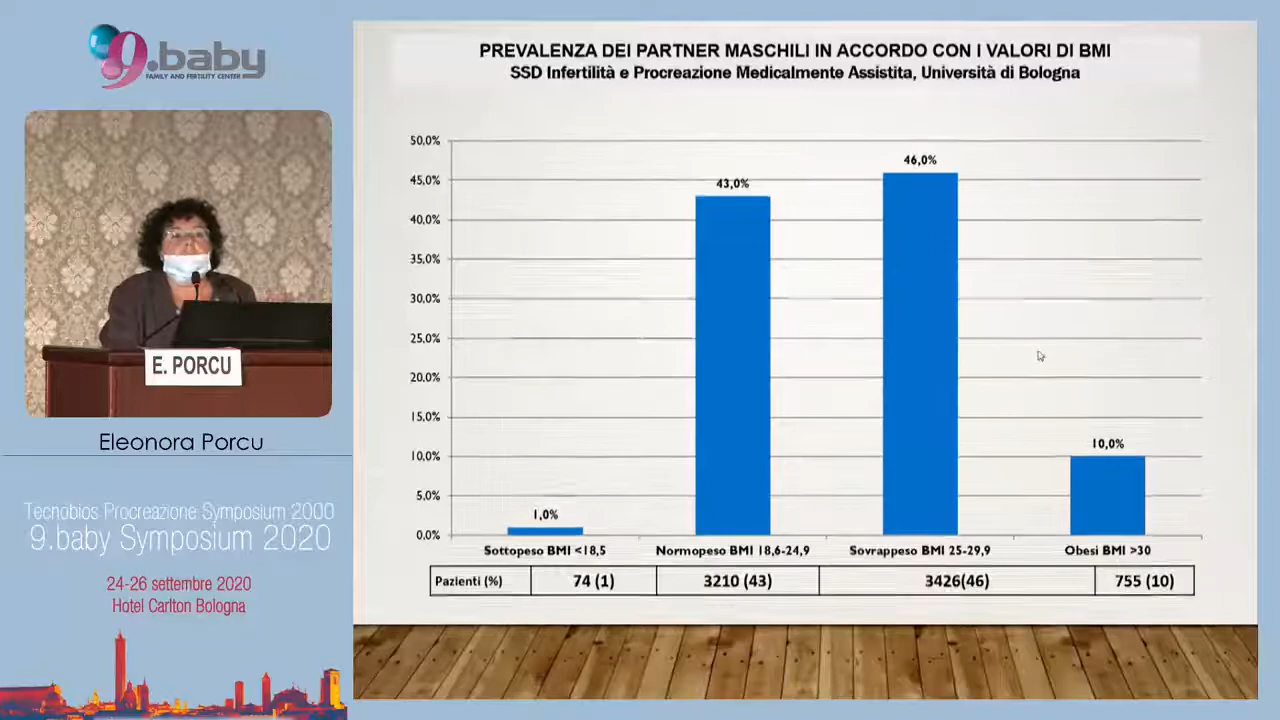 9.baby
FAMILY AND FERTILITY CENTER
E. PORCU
Eleonora Porcu
Tecnobios Procreazione Symposium 2000
9.baby Symposium 2020
24-26 settembre 2020
Hotel Carlton Bologna
PREVALENZA DEI PARTNER MASCHILI IN ACCORDO CON I VALORI DI BMI
SSD Infertilità e Procreazione Medicalmente Assistita, Università di Bologna
50,0%
45,0%
40,0%
35,0%
30,0%
25,0%
20,0%
15,0%
10,0%
5,0%
0,0%
1,0%
43,0%
46,0%
10,0%
Sottopeso BMI <18,5
Normopeso BMI 18,6-24,9
Sovrappeso BMI 25-29,9
Obesi BMI >30
Pazienti (%) 74 (1) 3210 (43) 3426(46) 755 (10)